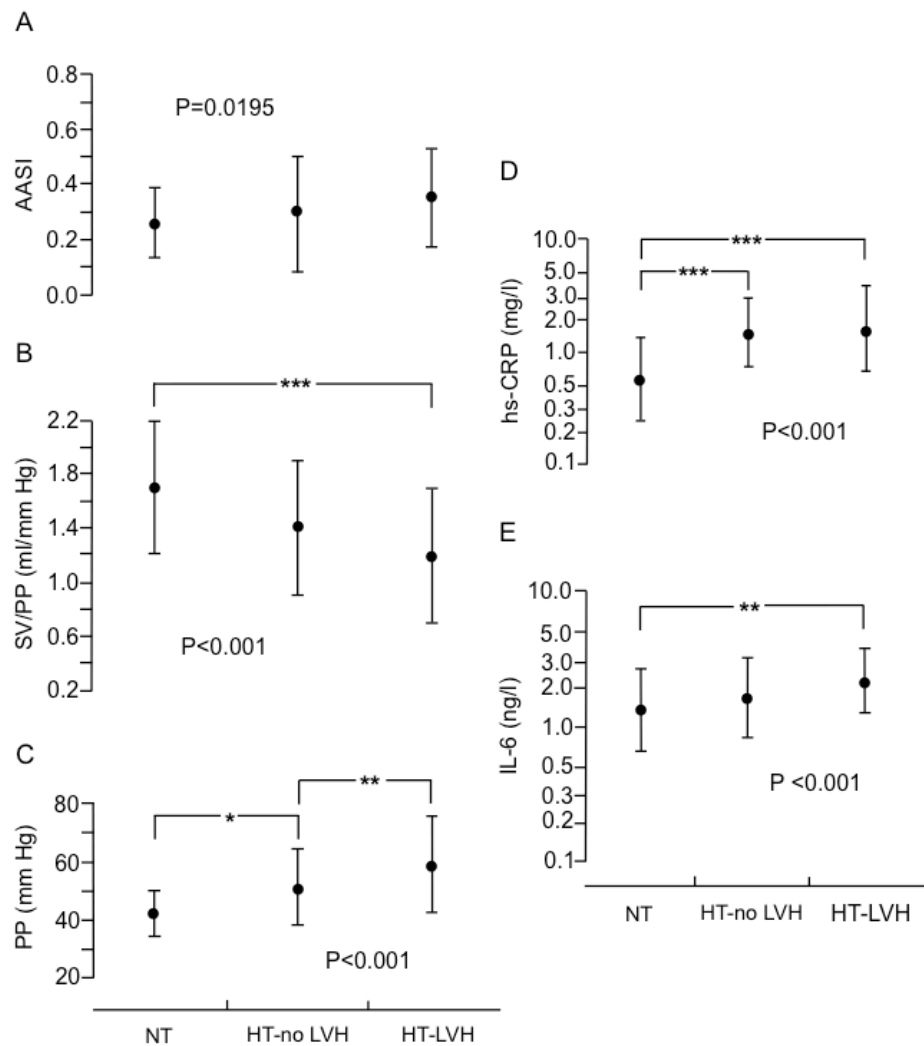 A
AASI
0.8
0.6
0.4
0.2
0.0
P=0.0195
B
SV/PP (ml/mm Hg)
2.2
1.8
1.4
1.0
0.6
0.2
***
P<0.001
C
PP (mm Hg)
80
60
40
20
*
**
P<0.001
NT
HT-no LVH
HT-LVH
D
hs-CRP (mg/l)
10.0
5.0
3.0
2.0
1.0
0.5
0.3
0.2
0.1
***
***
P<0.001
E
IL-6 (ng/l)
10.0
5.0
3.0
2.0
1.0
0.5
0.3
0.2
0.1
**
P <0.001
NT
HT-no LVH
HT-LVH